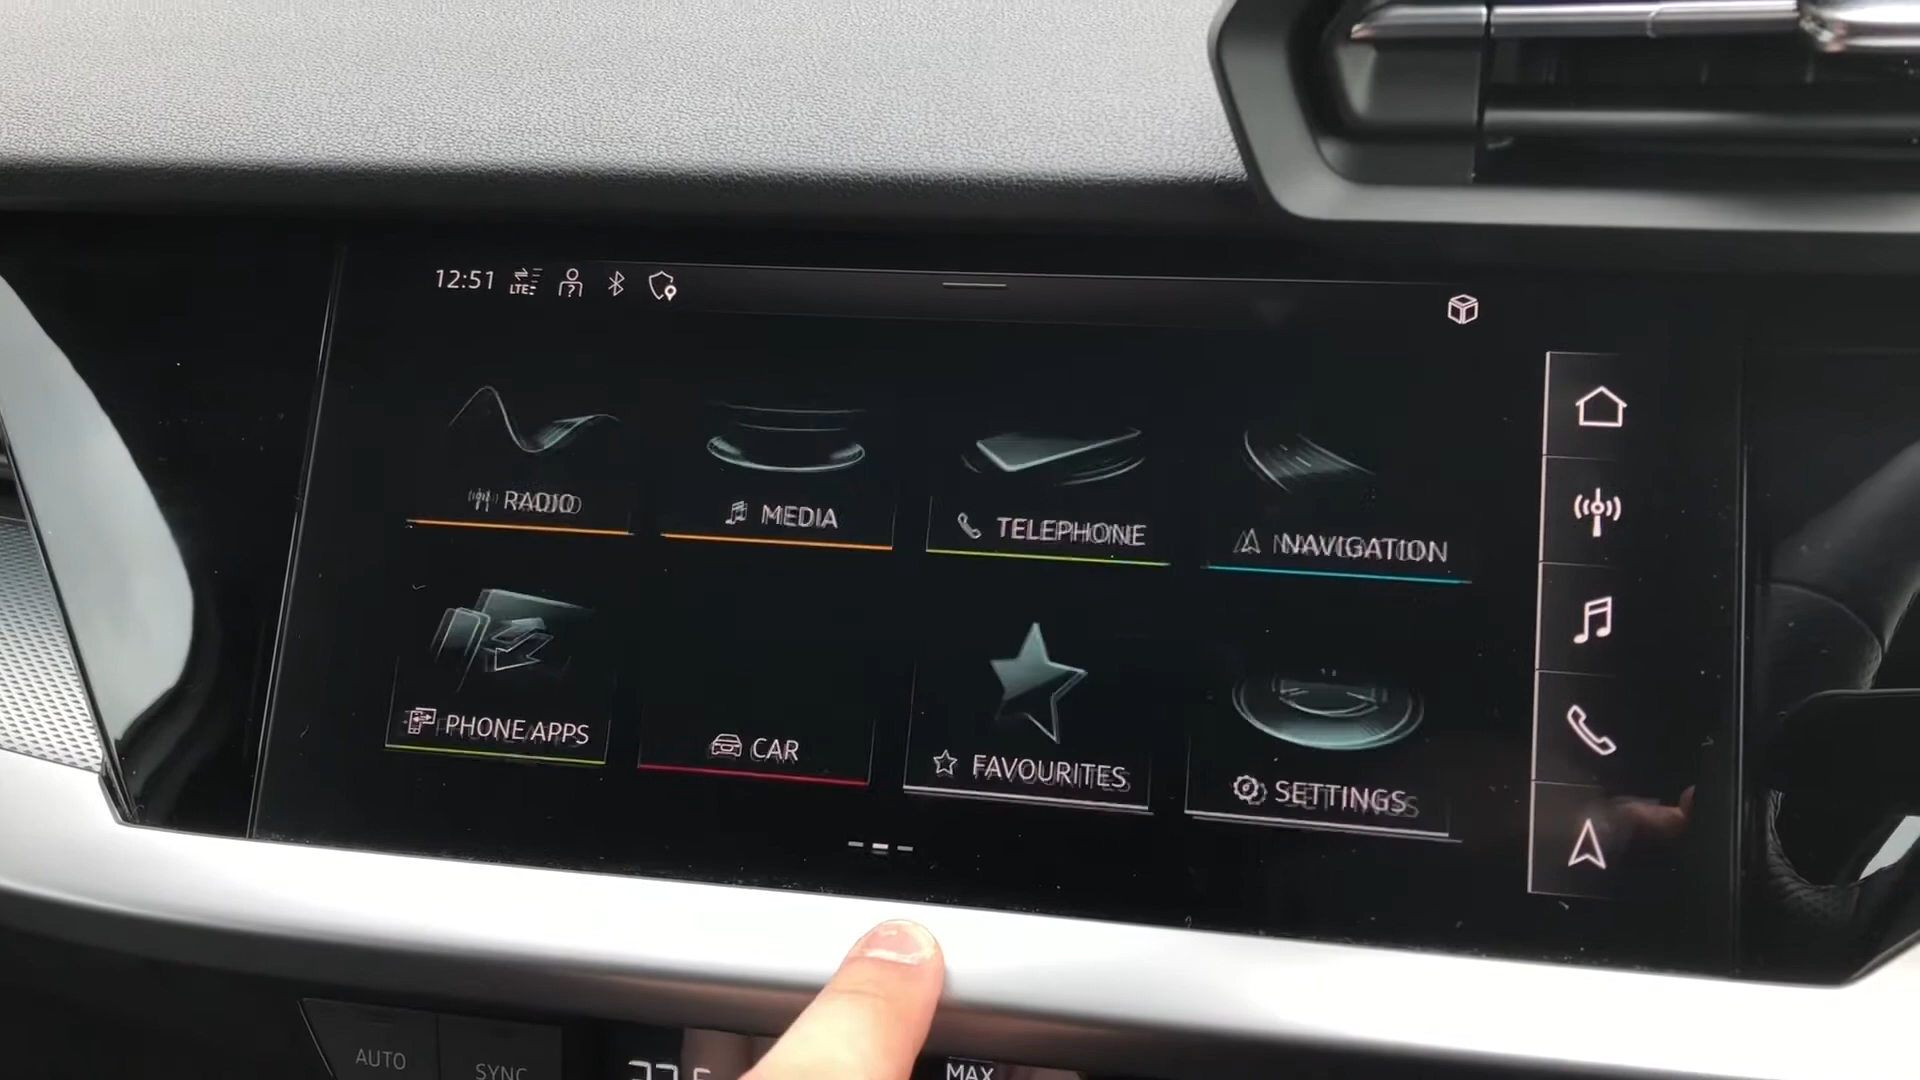 12:51
LTE
RADIO
MEDIA
TELEPHONE
NAVIGATION
PHONE APPS
CAR
FAVOURITES
SETTINGS
AUTO
SYNC
MAX